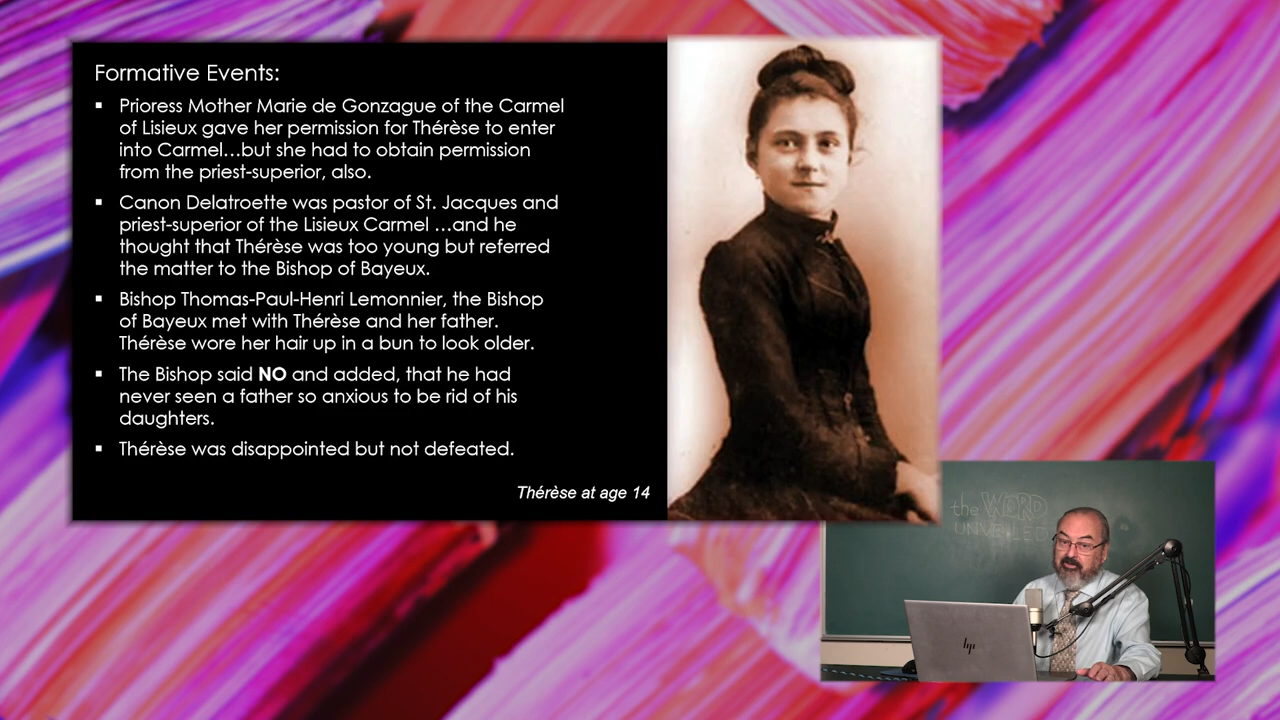 Formative Events:
▪ Prioress Mother Marie de Gonzague of the Carmel
of Lisieux gave her permission for Thérèse to enter
into Carmel…but she had to obtain permission
from the priest-superior, also.
▪ Canon Delatroette was pastor of St. Jacques and
priest-superior of the Lisieux Carmel …and he
thought that Thérèse was too young but referred
the matter to the Bishop of Bayeux.
▪ Bishop Thomas-Paul-Henri Lemonnier, the Bishop
of Bayeux met with Thérèse and her father.
Thérèse wore her hair up in a bun to look older.
▪ The Bishop said NO and added, that he had
never seen a father so anxious to be rid of his
daughters.
▪ Thérèse was disappointed but not defeated.
Thérèse at age 14
the WORD
UNVEILED
hp